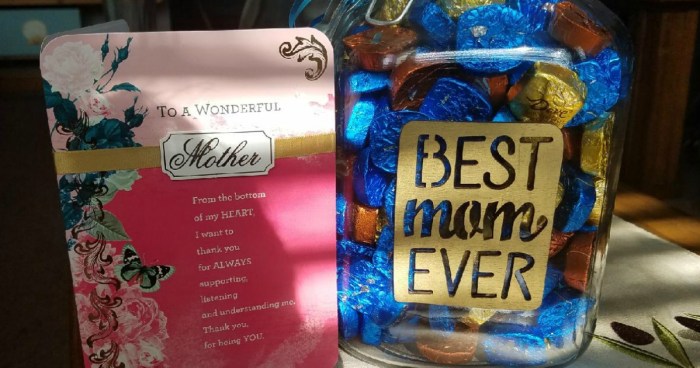 To a Wonderful
Mother
From the bottom
of my HEART,
I want to
thank you
for ALWAYS
supporting,
listening
and understanding me.
Thank you,
for being YOU.
BEST
mom
EVER
Dove